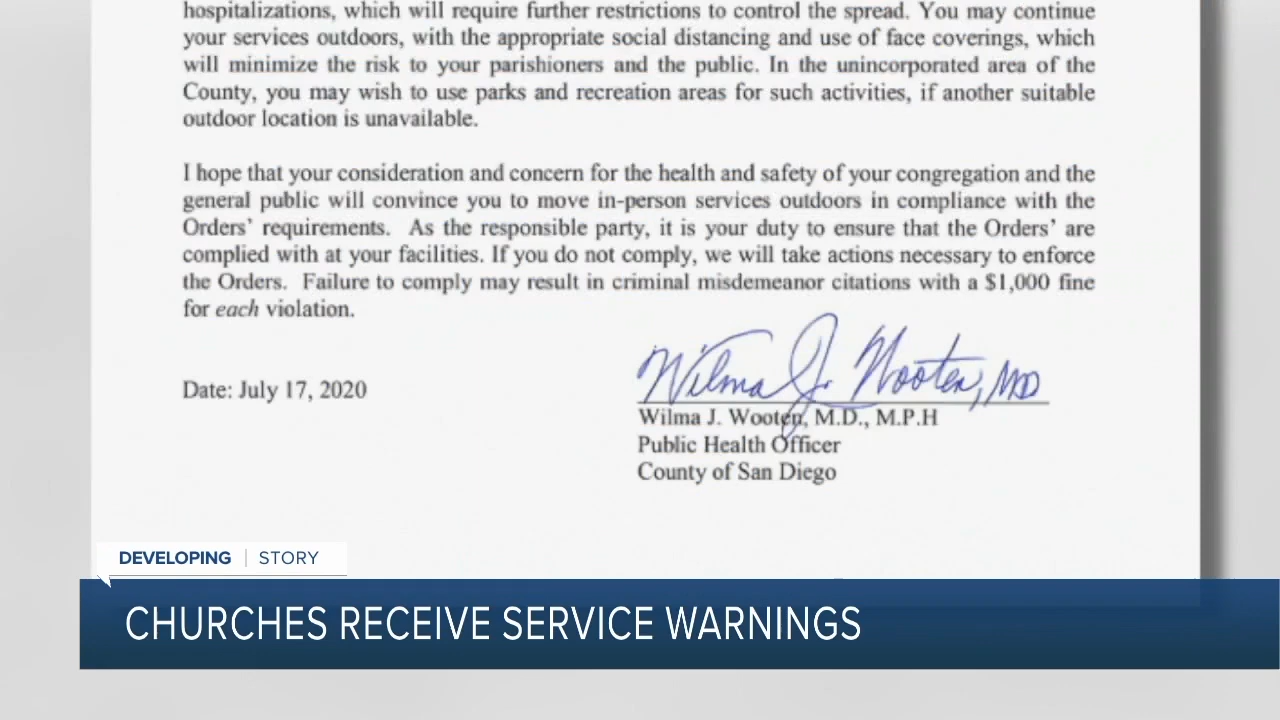 hospitalizations, which will require further restrictions to control the spread. You may continue
your services outdoors, with the appropriate social distancing and use of face coverings, which
will minimize the risk to your parishioners and the public. In the unincorporated area of the
County, you may wish to use parks and recreation areas for such activities, if another suitable
outdoor location is unavailable.
I hope that your consideration and concern for the health and safety of your congregation and the
general public will convince you to move in-person services outdoors in compliance with the
Orders' requirements. As the responsible party, it is your duty to ensure that the Orders' are
complied with at your facilities. If you do not comply, we will take actions necessary to enforce
the Orders. Failure to comply may result in criminal misdemeanor citations with a $1,000 fine
for each violation.
Wilma J. Wooten, MD
Date: July 17, 2020
Wilma J. Wooten, M.D., M.P.H
Public Health Officer
County of San Diego
DEVELOPING | STORY
CHURCHES RECEIVE SERVICE WARNINGS